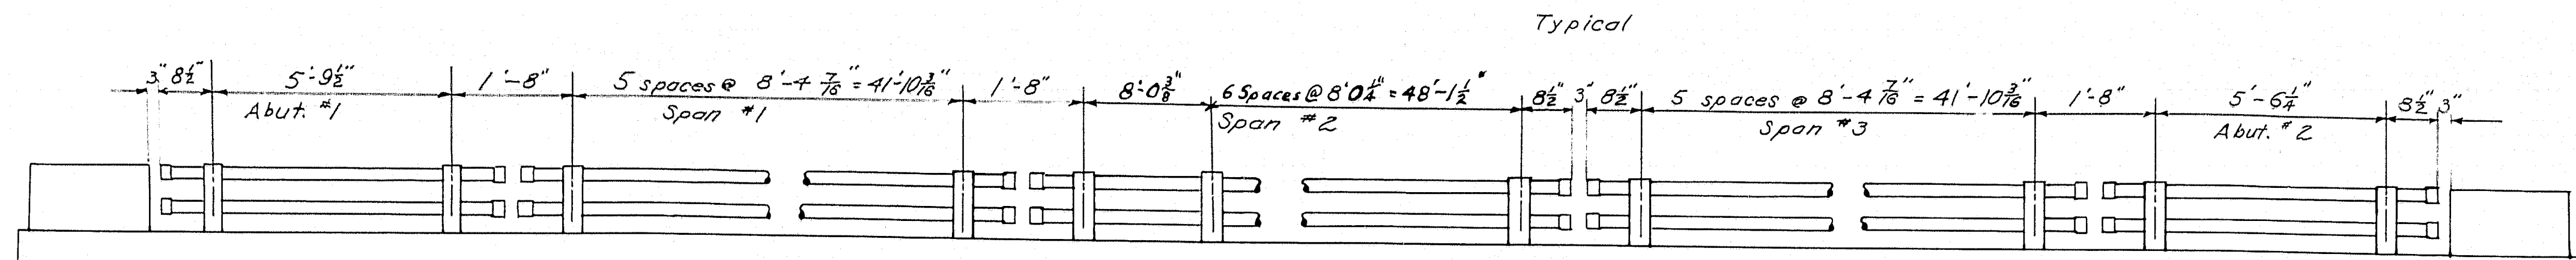 Typical
3" 8½" 5'-9½" 1'-8" 5 spaces @ 8'-4 7/16" = 41'-10 3/16" 1'-8" 8'-0⅜" 6 Spaces @ 8'0¼" = 48'-1½" 8½" 3" 8½" 5 spaces @ 8'-4 7/16" = 41'-10 3/16" 1'-8" 5'-6¼" 8½" 3"
Abut. #1 Span #1 Span #2 Span #3 Abut. #2